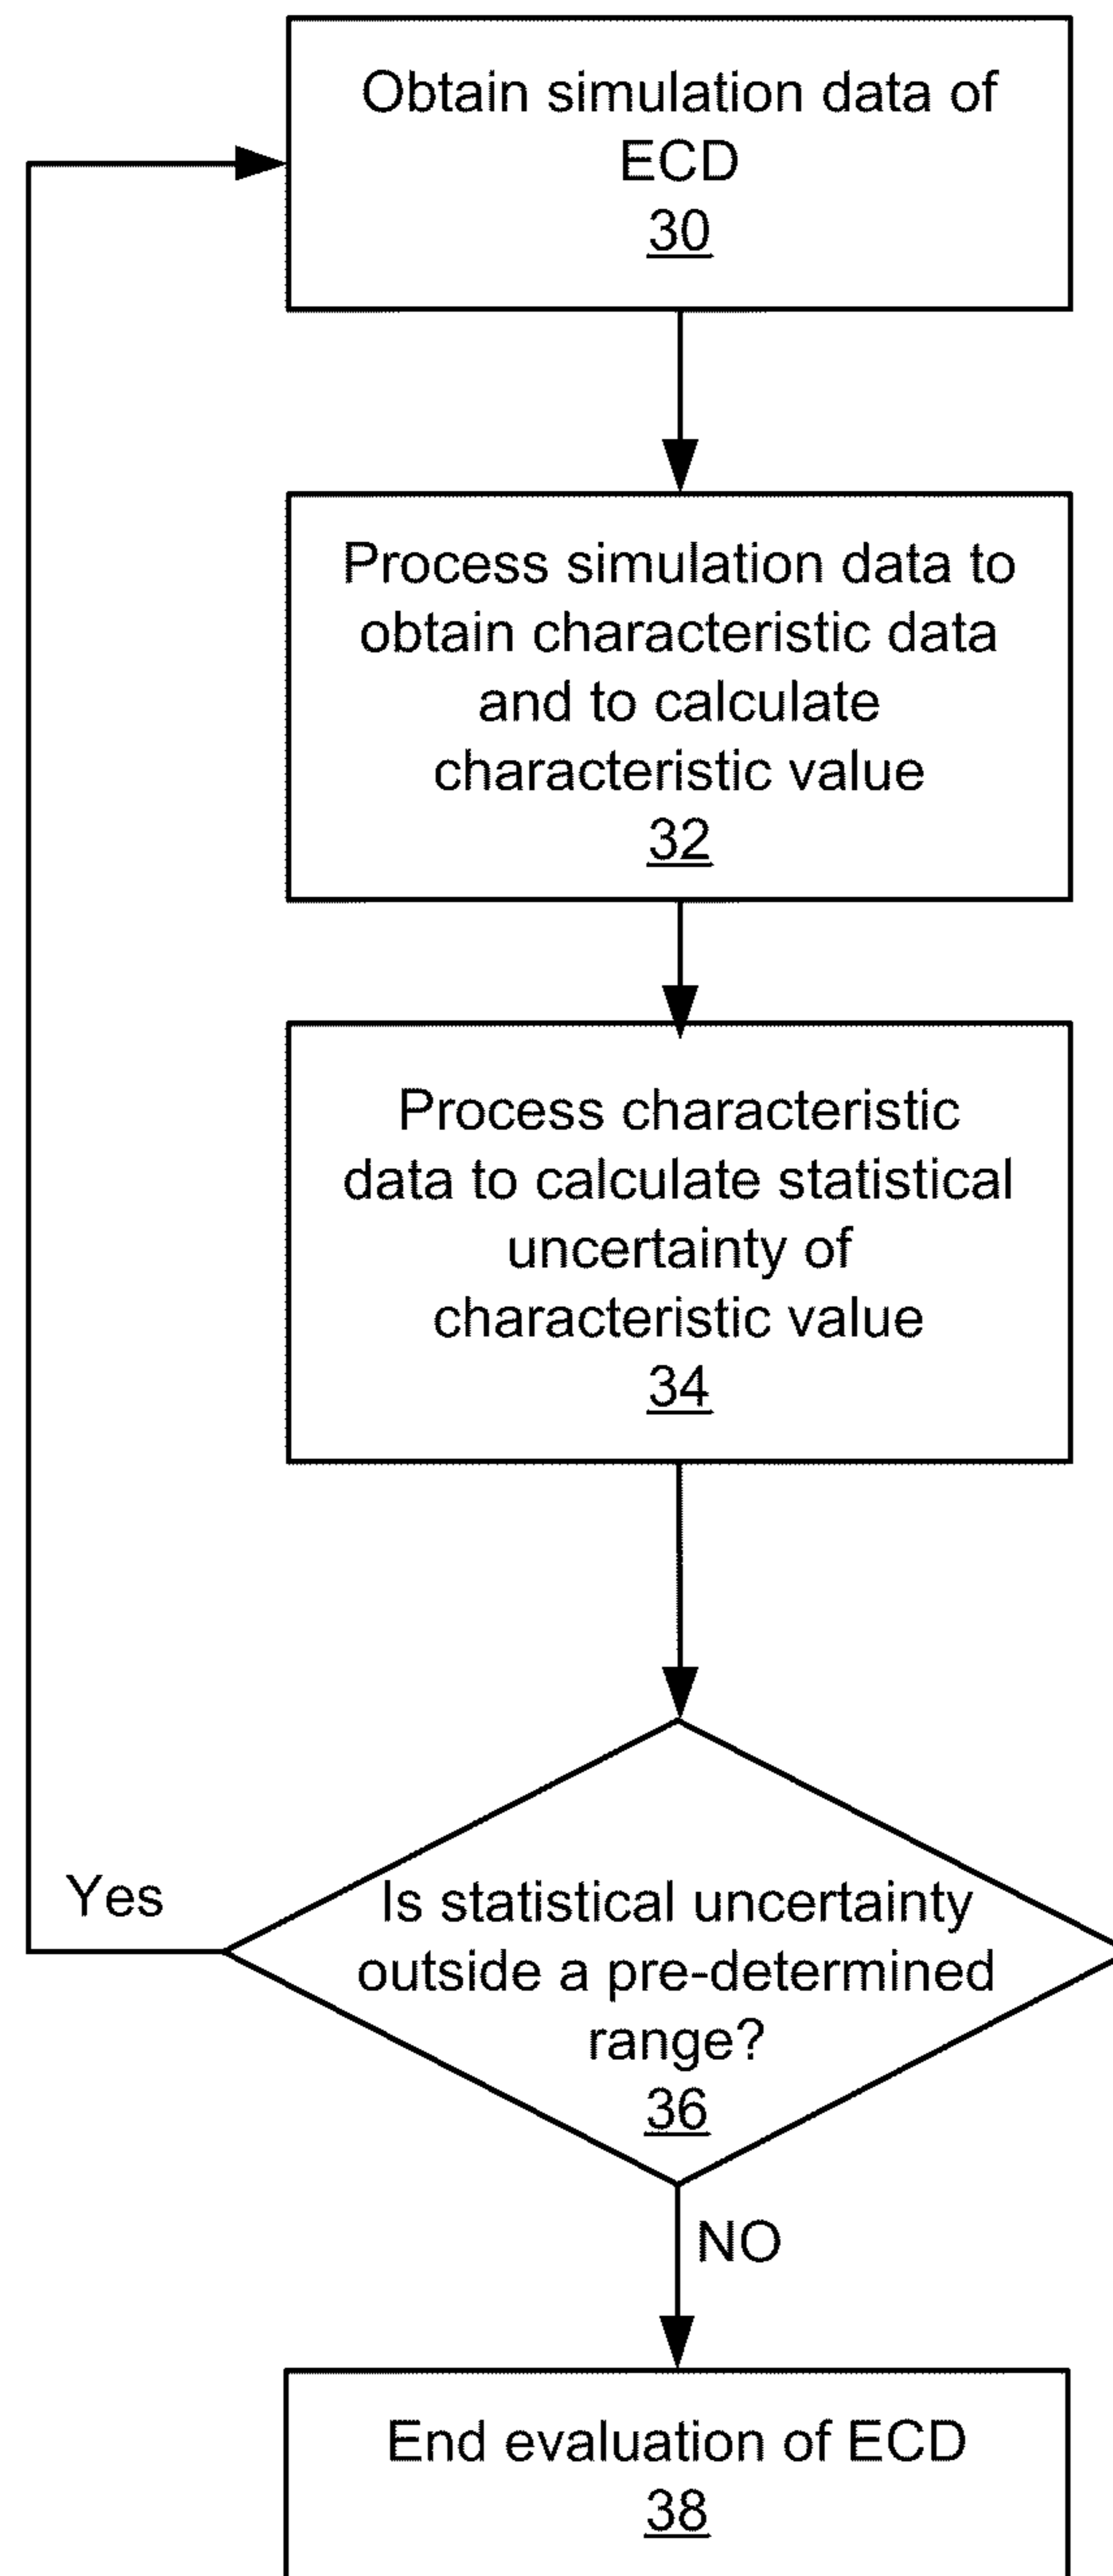 Obtain simulation data of
ECD
30
Process simulation data to
obtain characteristic data
and to calculate
characteristic value
32
Process characteristic
data to calculate statistical
uncertainty of
characteristic value
34
Yes
Is statistical uncertainty
outside a pre-determined
range?
36
NO
End evaluation of ECD
38